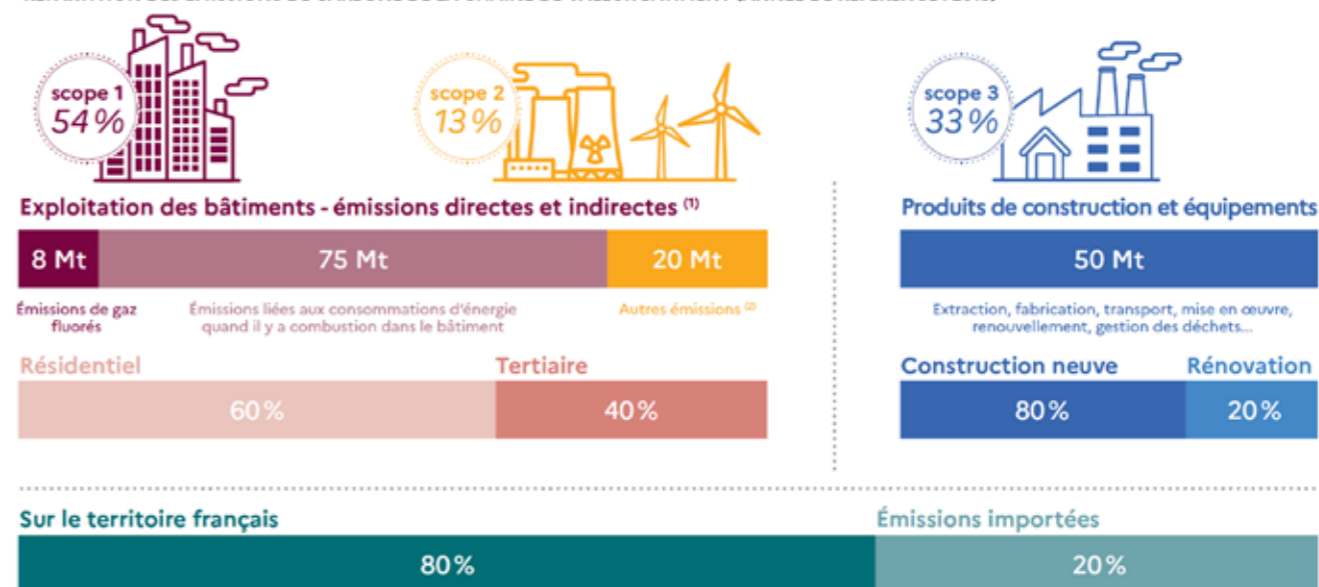 scope 1
54 %
scope 2
13 %
scope 3
33 %
Exploitation des bâtiments - émissions directes et indirectes (1)
Produits de construction et équipements
8 Mt
75 Mt
20 Mt
50 Mt
Émissions de gaz
fluorés
Émissions liées aux consommations d'énergie
quand il y a combustion dans le bâtiment
Autres émissions (2)
Extraction, fabrication, transport, mise en œuvre,
renouvellement, gestion des déchets...
Résidentiel
Tertiaire
Construction neuve
Rénovation
60 %
40 %
80 %
20 %
Sur le territoire français
Émissions importées
80 %
20 %